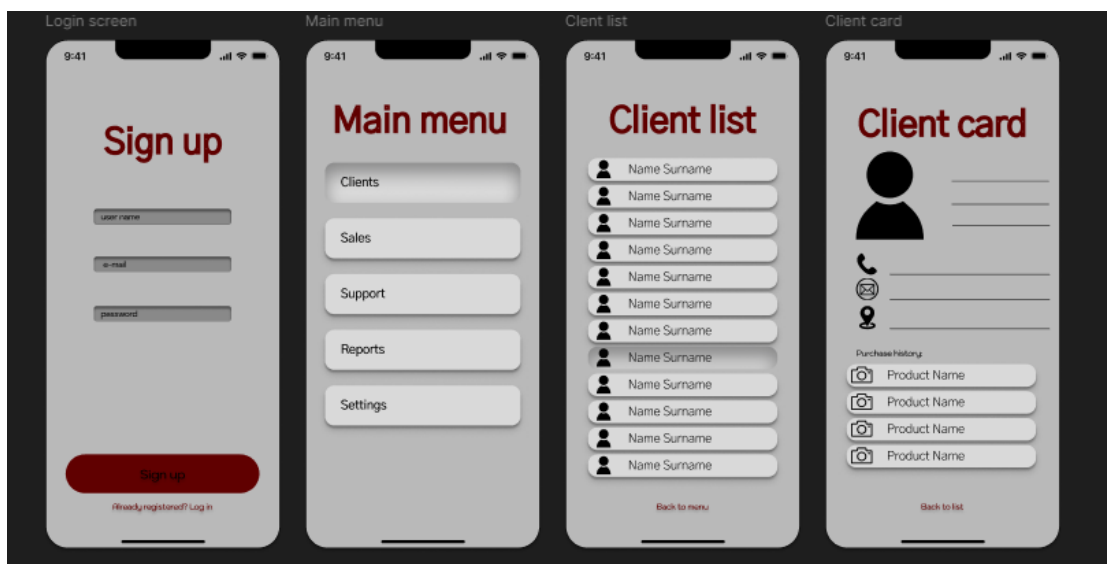 Login screen
Main menu
Clent list
Client card
9:41
Sign up
user name
e-mail
password
Sign up
Already registered? Log in
9:41
Main menu
Clients
Sales
Support
Reports
Settings
9:41
Client list
Name Surname
Name Surname
Name Surname
Name Surname
Name Surname
Name Surname
Name Surname
Name Surname
Name Surname
Name Surname
Name Surname
Name Surname
Back to menu
9:41
Client card
Purchase history:
Product Name
Product Name
Product Name
Product Name
Back to list